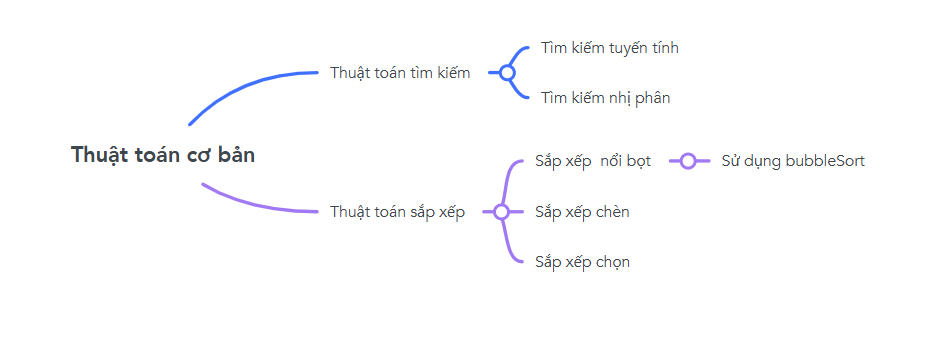 Thuật toán cơ bản
Thuật toán tìm kiếm
Tìm kiếm tuyến tính
Tìm kiếm nhị phân
Thuật toán sắp xếp
Sắp xếp  nổi bọt
Sử dụng bubbleSort
Sắp xếp chèn
Sắp xếp chọn